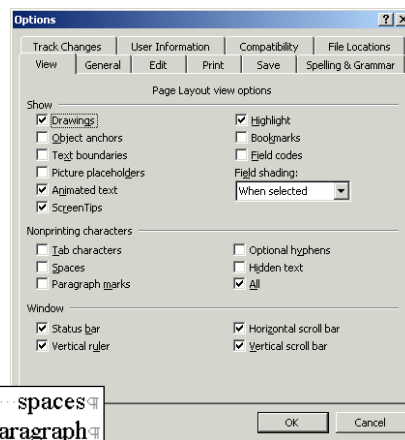 Options
Track Changes User Information Compatibility File Locations
View General Edit Print Save Spelling & Grammar
Page Layout view options
Show
Drawings Highlight
Object anchors Bookmarks
Text boundaries Field codes
Picture placeholders Field shading:
Animated text When selected
ScreenTips
Nonprinting characters
Tab characters Optional hyphens
Spaces Hidden text
Paragraph marks All
Window
Status bar Horizontal scroll bar
Vertical ruler Vertical scroll bar
····spaces¶
OK Cancel